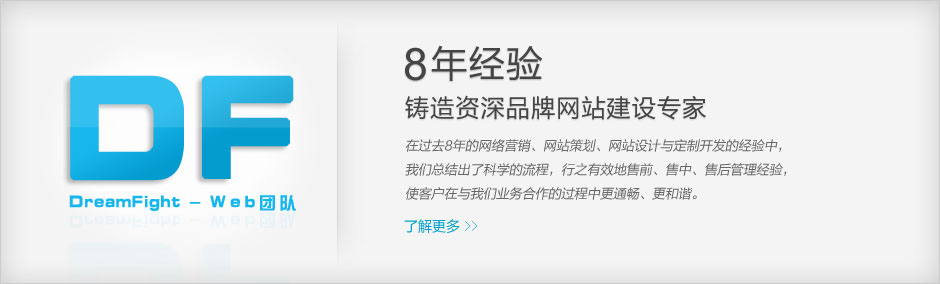 DF
DreamFight - Web团队
8年经验
铸造资深品牌网站建设专家
在过去8年的网络营销、网站策划、网站设计与定制开发的经验中，
我们总结出了科学的流程，行之有效地售前、售中、售后管理经验，
使客户在与我们业务合作的过程中更通畅、更和谐。
了解更多 >>